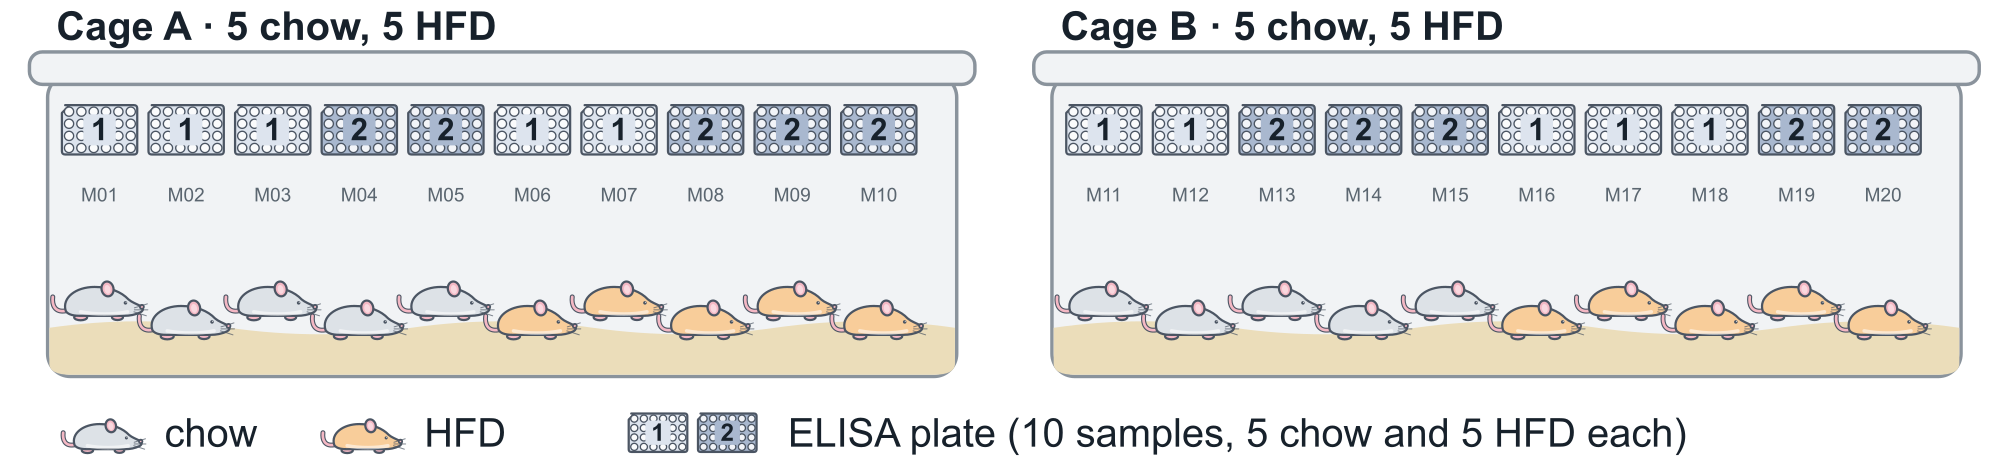 Cage A · 5 chow, 5 HFD
1 1 1 2 2 1 1 2 2 2
M01 M02 M03 M04 M05 M06 M07 M08 M09 M10
Cage B · 5 chow, 5 HFD
1 1 2 2 2 1 1 1 2 2
M11 M12 M13 M14 M15 M16 M17 M18 M19 M20
chow HFD 1 2 ELISA plate (10 samples, 5 chow and 5 HFD each)